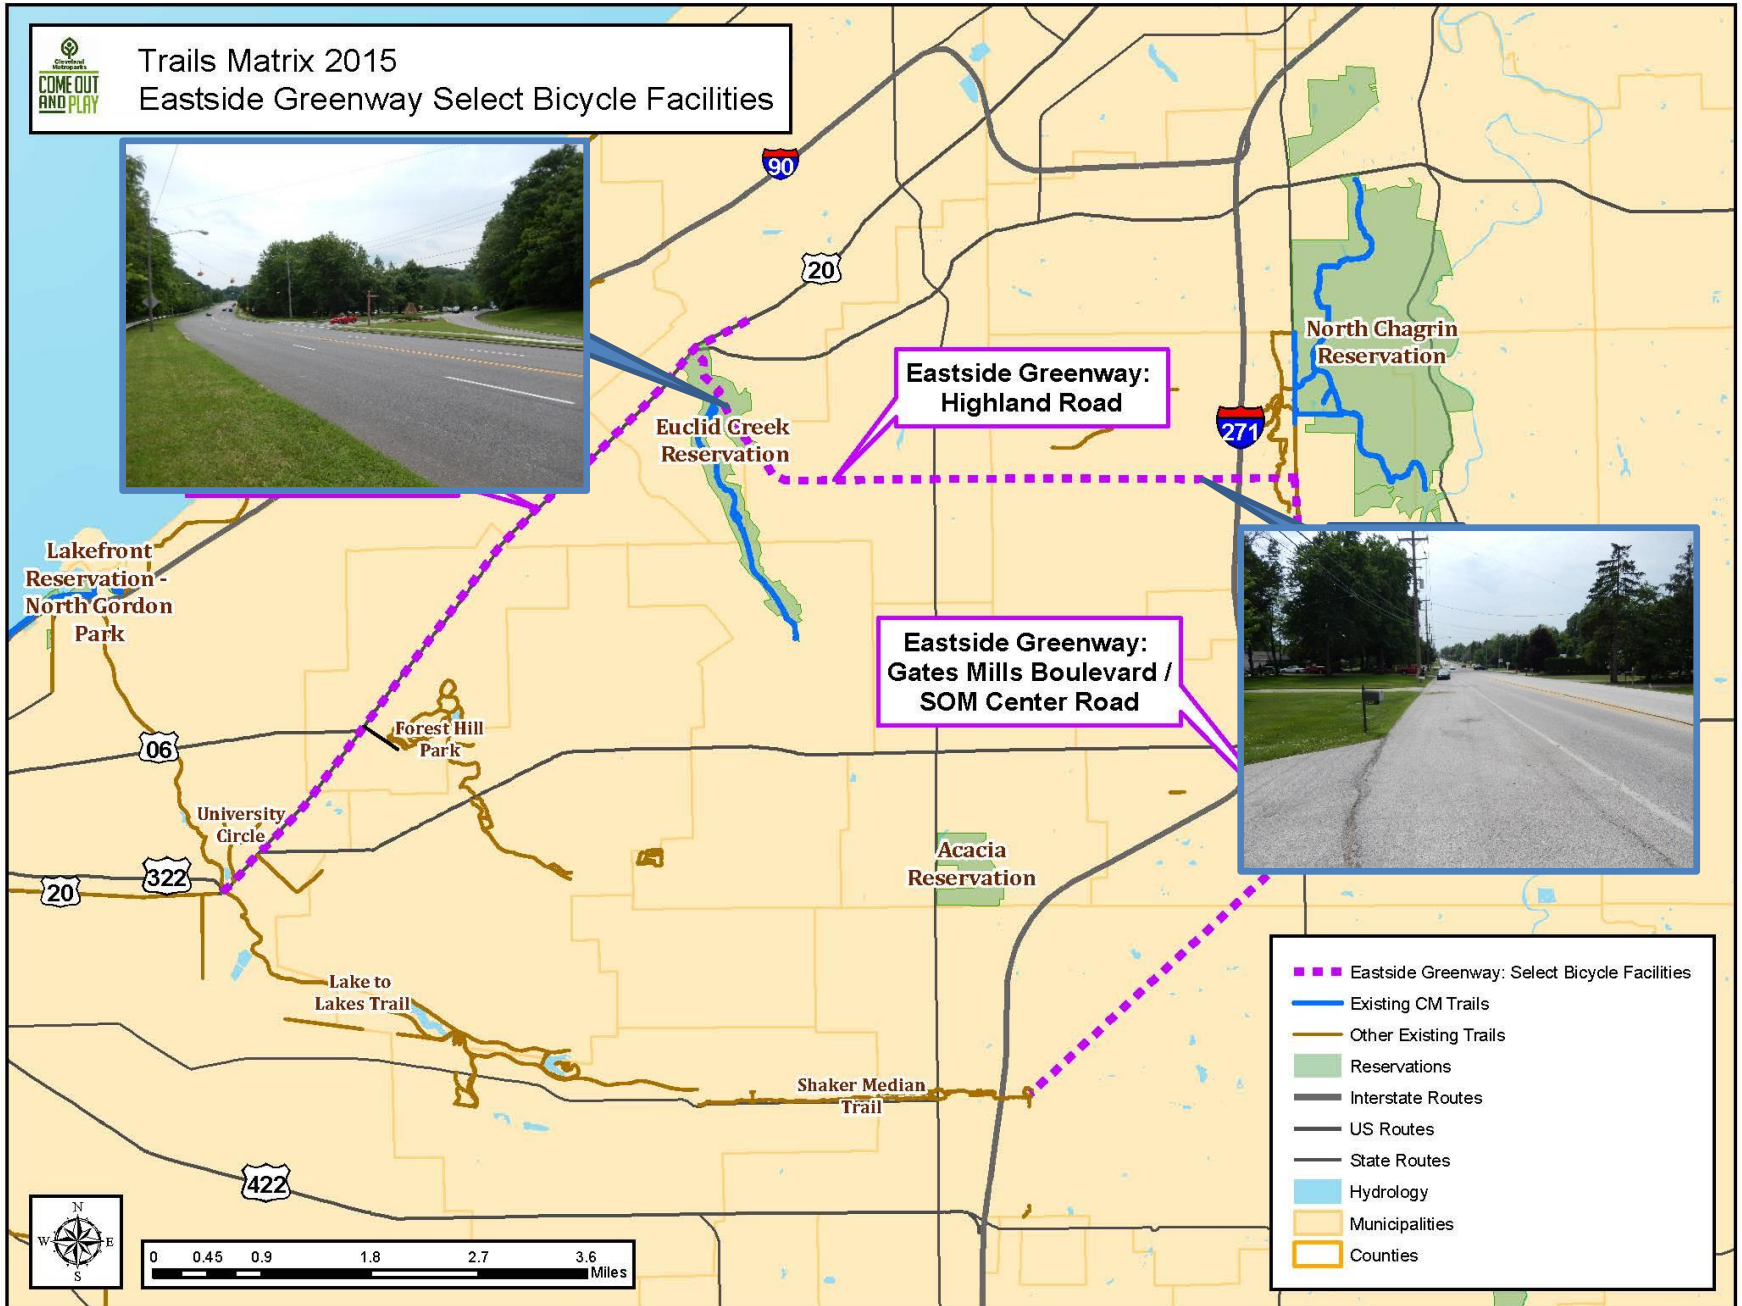 Cleveland
Metroparks
COME OUT
AND PLAY
Trails Matrix 2015
Eastside Greenway Select Bicycle Facilities
90
20
North Chagrin
Reservation
Eastside Greenway:
Highland Road
271
Euclid Creek
Reservation
Lakefront
Reservation -
North Gordon
Park
Eastside Greenway:
Gates Mills Boulevard /
SOM Center Road
Forest Hill
Park
06
University
Circle
322
20
Acacia
Reservation
Lake to
Lakes Trail
Shaker Median
Trail
422
N
W
E
S
0 0.45 0.9 1.8 2.7 3.6
Miles
Eastside Greenway: Select Bicycle Facilities
Existing CM Trails
Other Existing Trails
Reservations
Interstate Routes
US Routes
State Routes
Hydrology
Municipalities
Counties